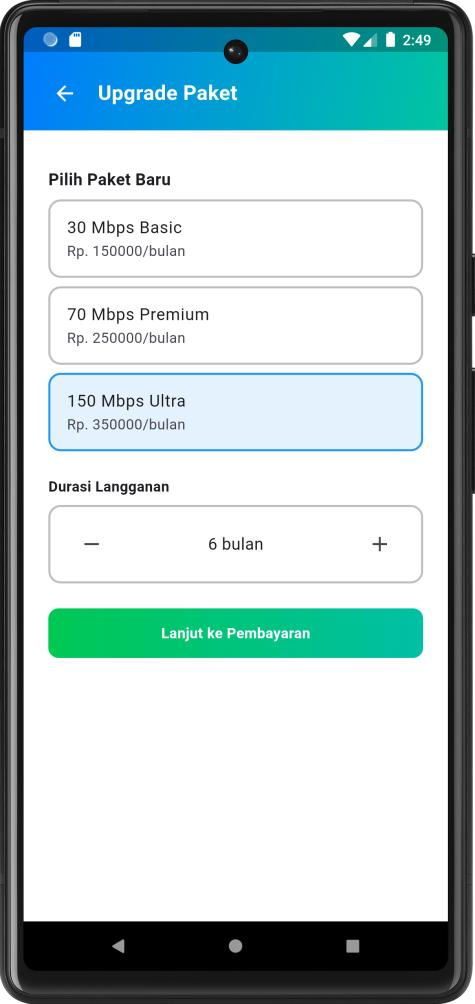 2:49
Upgrade Paket
Pilih Paket Baru
30 Mbps Basic
Rp. 150000/bulan
70 Mbps Premium
Rp. 250000/bulan
150 Mbps Ultra
Rp. 350000/bulan
Durasi Langganan
6 bulan
Lanjut ke Pembayaran